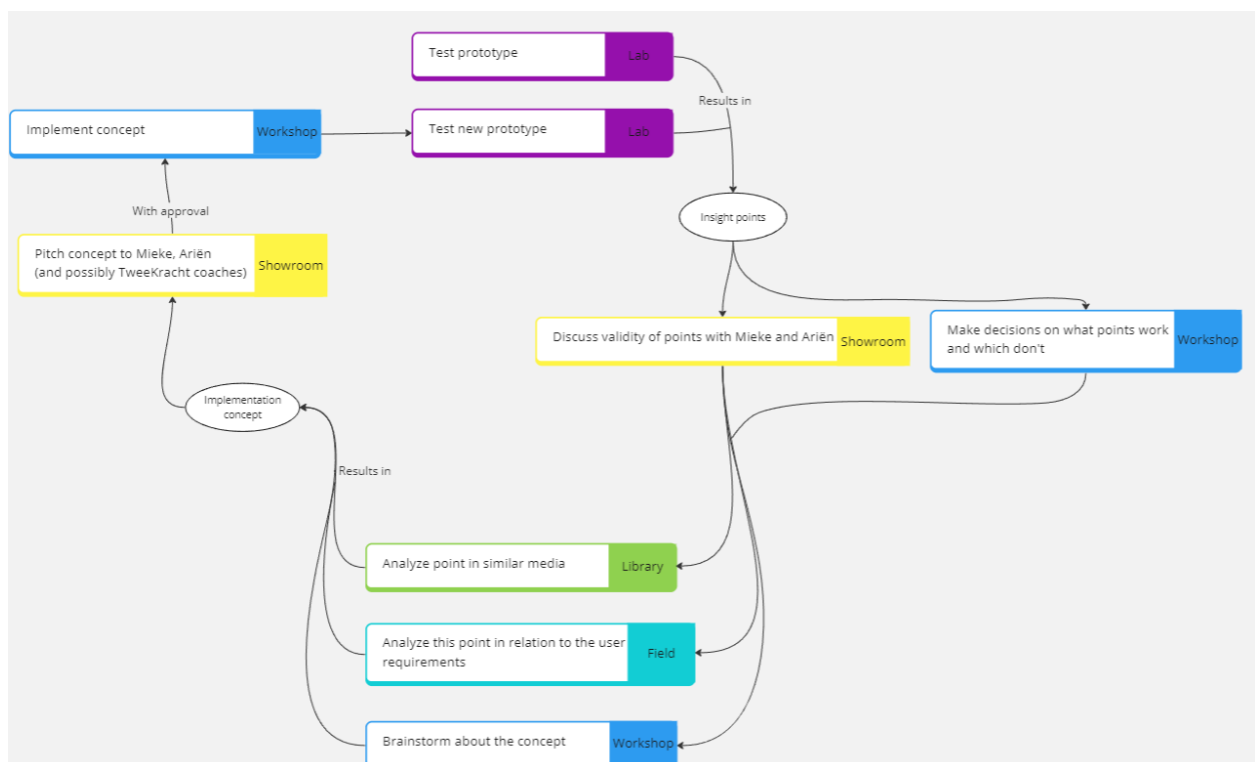 Test prototype
Lab
Results in
Implement concept
Workshop
Test new prototype
Lab
With approval
Insight points
Pitch concept to Mieke, Ariën
(and possibly TweeKracht coaches)
Showroom
Discuss validity of points with Mieke and Ariën
Showroom
Make decisions on what points work
and which don't
Workshop
Implementation
concept
Results in
Analyze point in similar media
Library
Analyze this point in relation to the user
requirements
Field
Brainstorm about the concept
Workshop